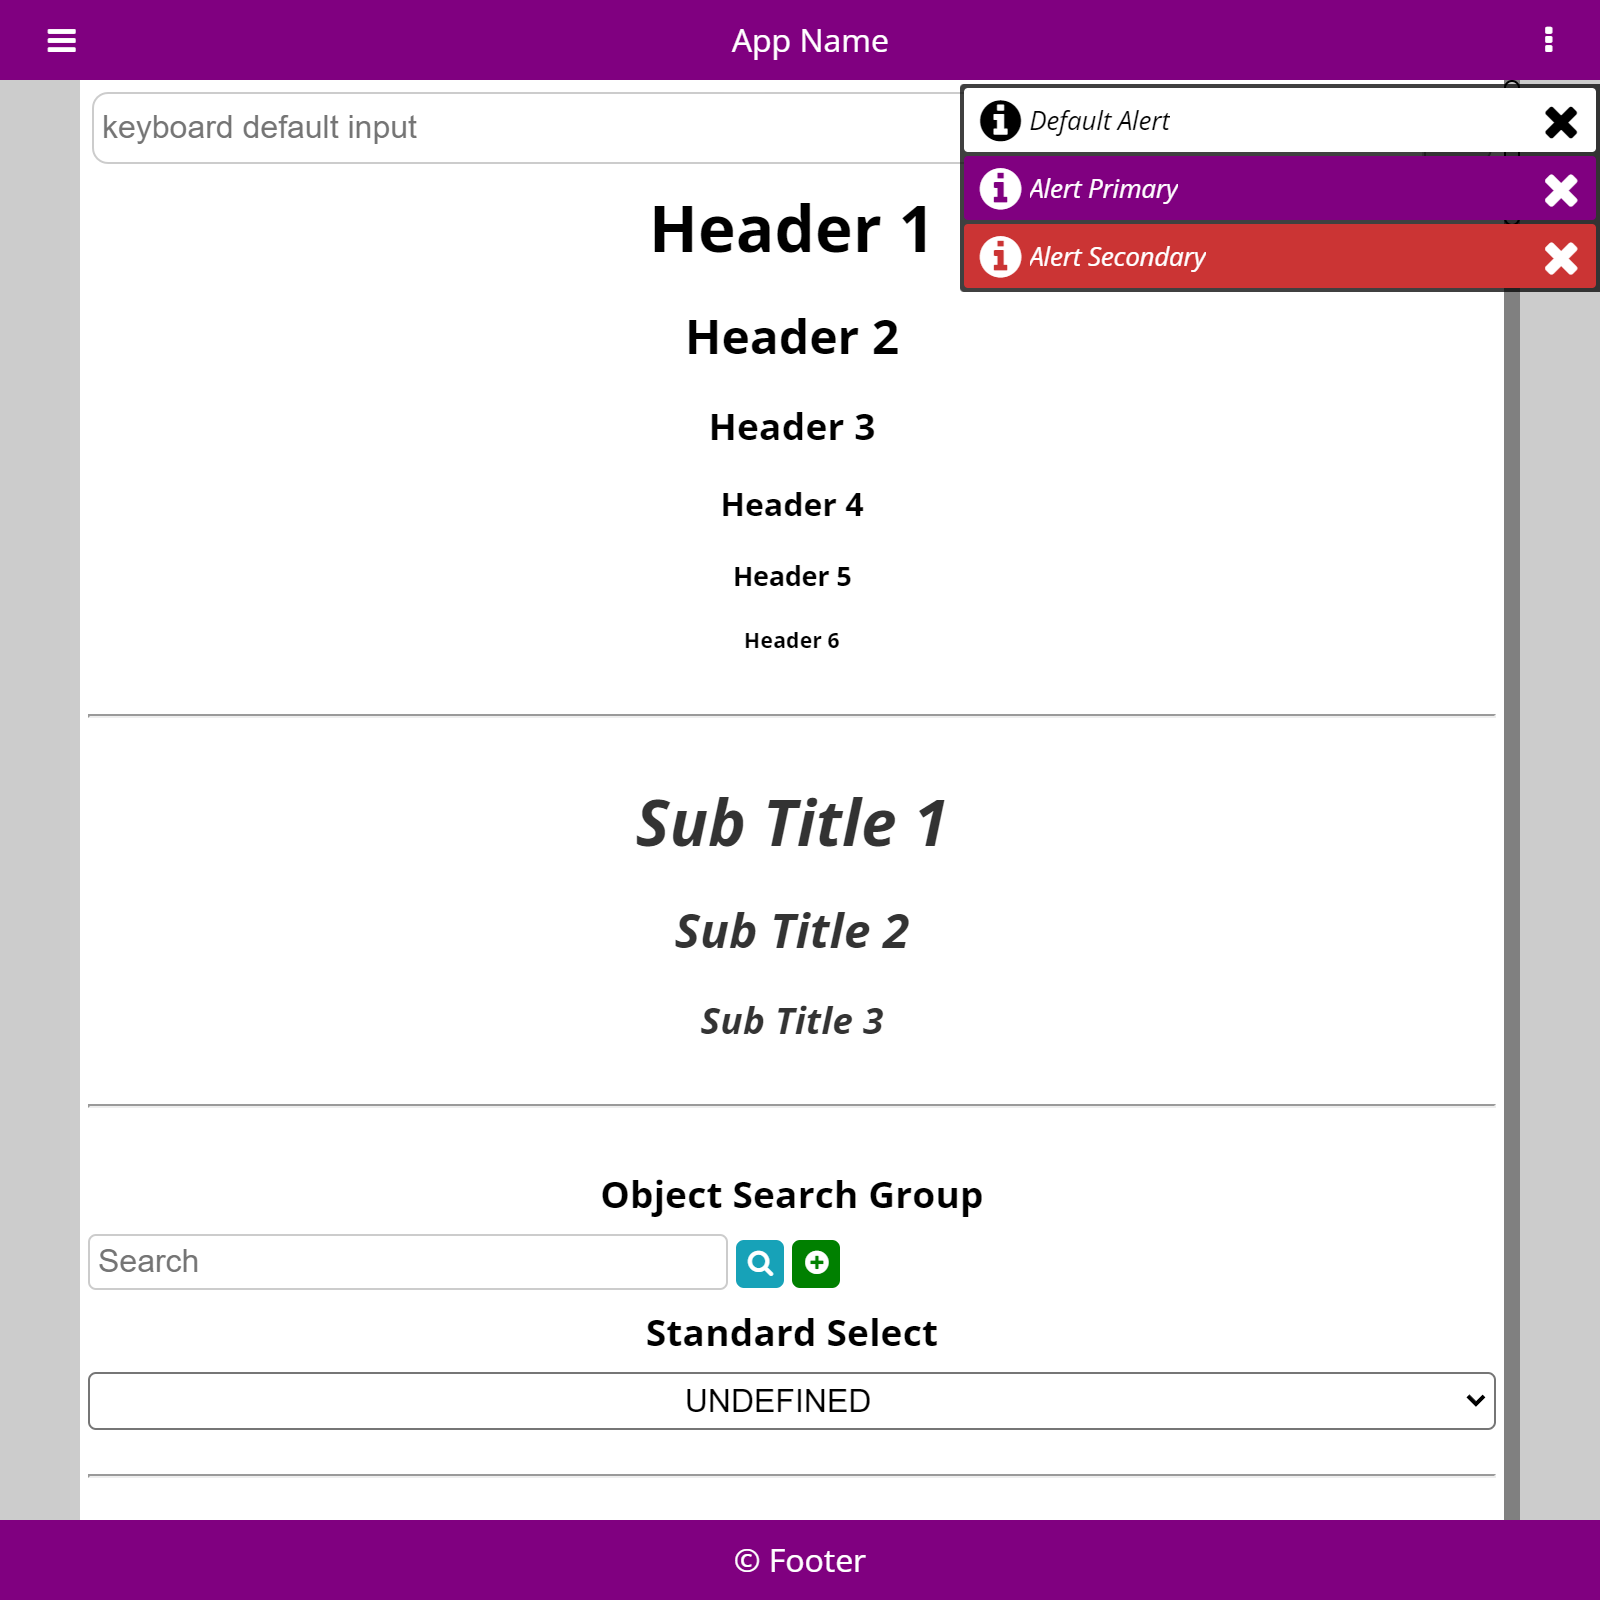 App Name
keyboard default input
Default Alert
Alert Primary
Alert Secondary
Header 1
Header 2
Header 3
Header 4
Header 5
Header 6
Sub Title 1
Sub Title 2
Sub Title 3
Object Search Group
Search
Standard Select
UNDEFINED
© Footer